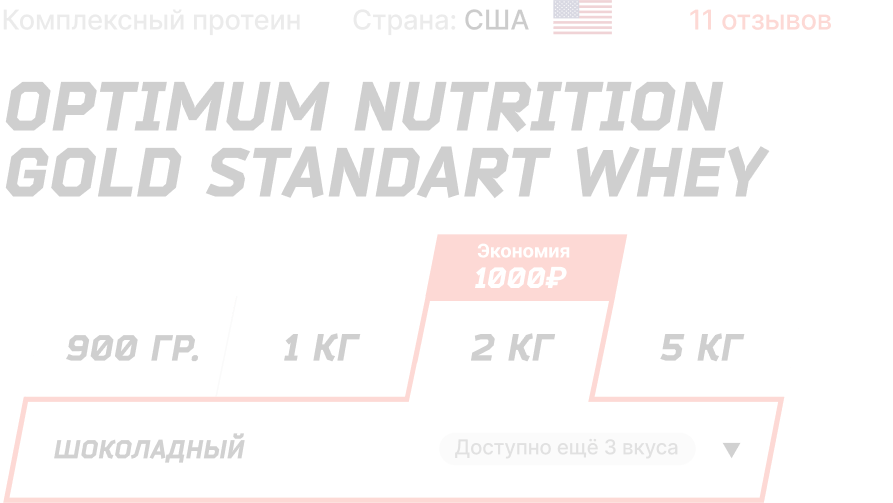 Комплексный протеин Страна: США 11 отзывов
OPTIMUM NUTRITION
GOLD STANDART WHEY
Экономия
1000₽
900 ГР. 1 КГ 2 КГ 5 КГ
ШОКОЛАДНЫЙ Доступно ещё 3 вкуса ▼